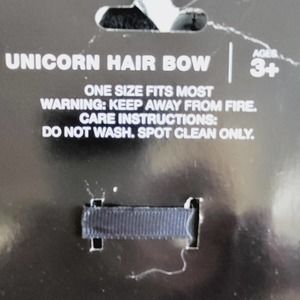 UNICORN HAIR BOW
AGES
3+
ONE SIZE FITS MOST
WARNING: KEEP AWAY FROM FIRE.
CARE INSTRUCTIONS:
DO NOT WASH. SPOT CLEAN ONLY.